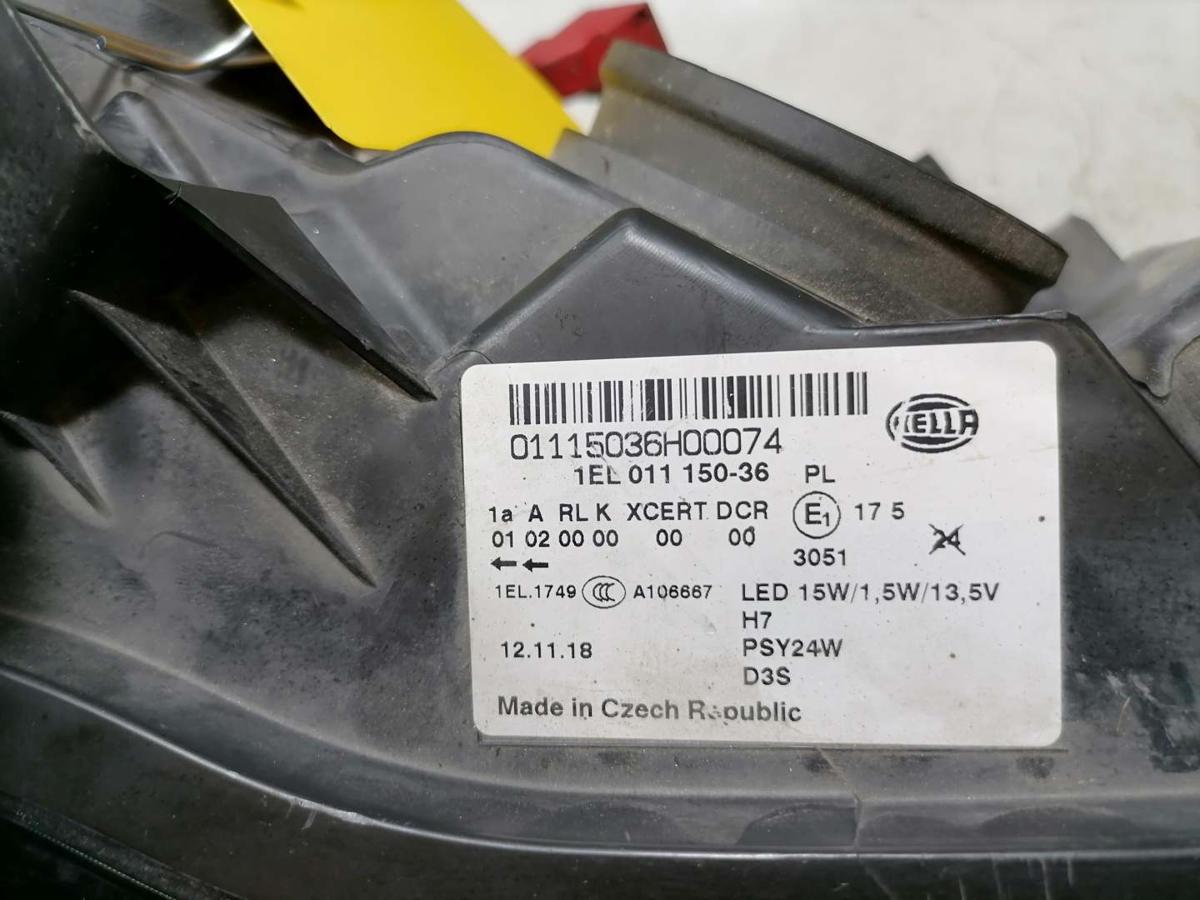 HELLA
01115036H00074
1EL 011 150-36 PL
1a A RL K XCERT DCR E1 17 5
01 02 00 00 00 00 3051 24
1EL.1749 CCC A106667 LED 15W/1,5W/13,5V
H7
12.11.18 PSY24W
D3S
Made in Czech Republic